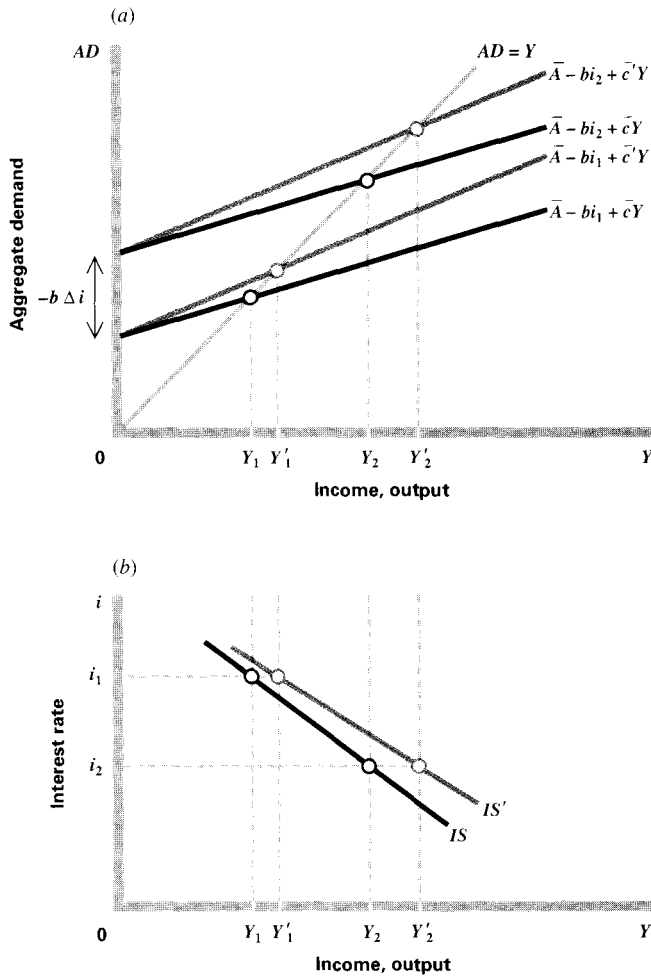 (a)
AD
AD = Y
Ā − bi₂ + c̄′Y
Ā − bi₂ + c̄Y
Ā − bi₁ + c̄′Y
Ā − bi₁ + c̄Y
Aggregate demand
−b Δ i
0
Y₁ Y′₁ Y₂ Y′₂ Y
Income, output
(b)
i
i₁
Interest rate
i₂
IS′
IS
0
Y₁ Y′₁ Y₂ Y′₂ Y
Income, output